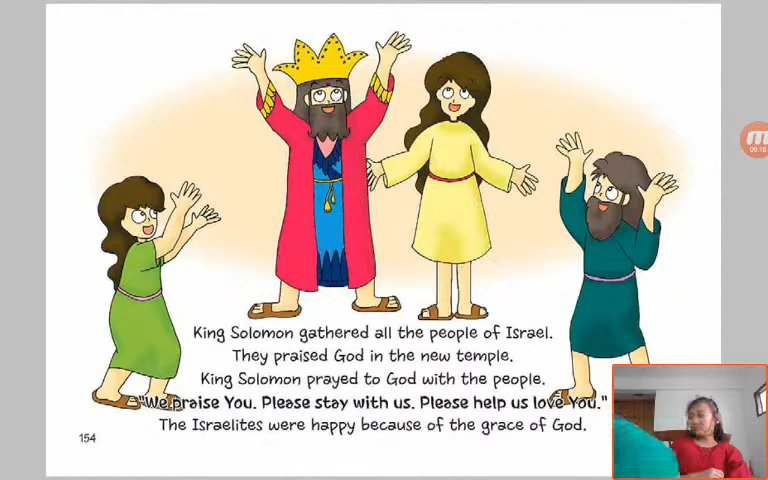 King Solomon gathered all the people of Israel.
They praised God in the new temple.
King Solomon prayed to God with the people.
"We praise You. Please stay with us. Please help us love You."
The Israelites were happy because of the grace of God.
154
M
09:18